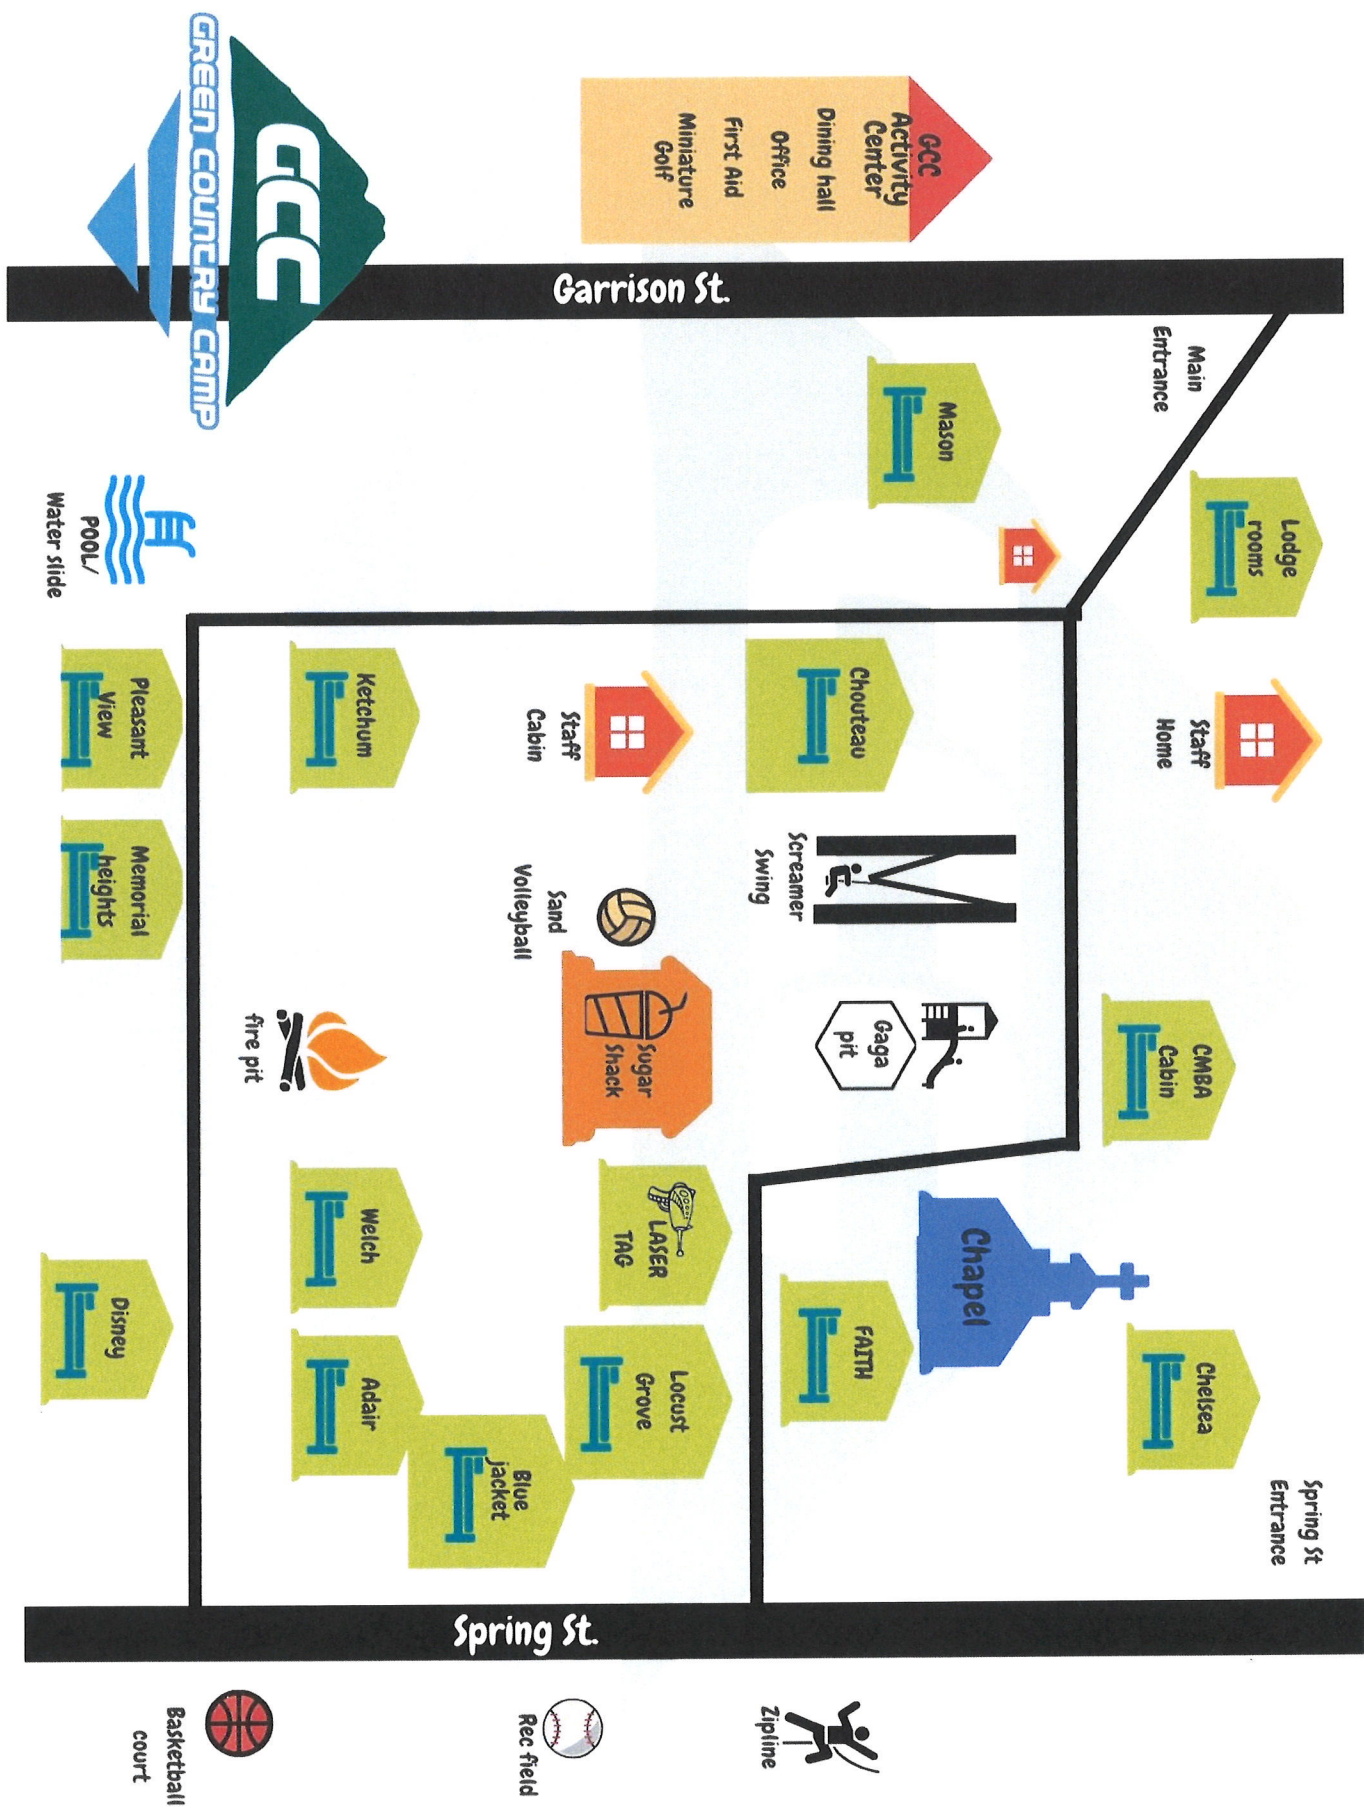 GCC
Activity
Center
Dining hall
Office
First Aid
Miniature
Golf
GCC
GREEN COUNTRY CAMP
Garrison St.
Main
Entrance
Mason
Lodge
rooms
POOL/
Water slide
Staff
Home
Chouteau
Staff
Cabin
Ketchum
Pleasant
View
Screamer
Swing
Sand
Volleyball
Memorial
heights
CMBA
Cabin
Gaga
pit
Sugar
Shack
fire pit
Chapel
LASER
TAG
Welch
Chelsea
FAITH
Locust
Grove
Adair
Disney
Blue
jacket
Spring St
Entrance
Spring St.
Zipline
Rec field
Basketball
court